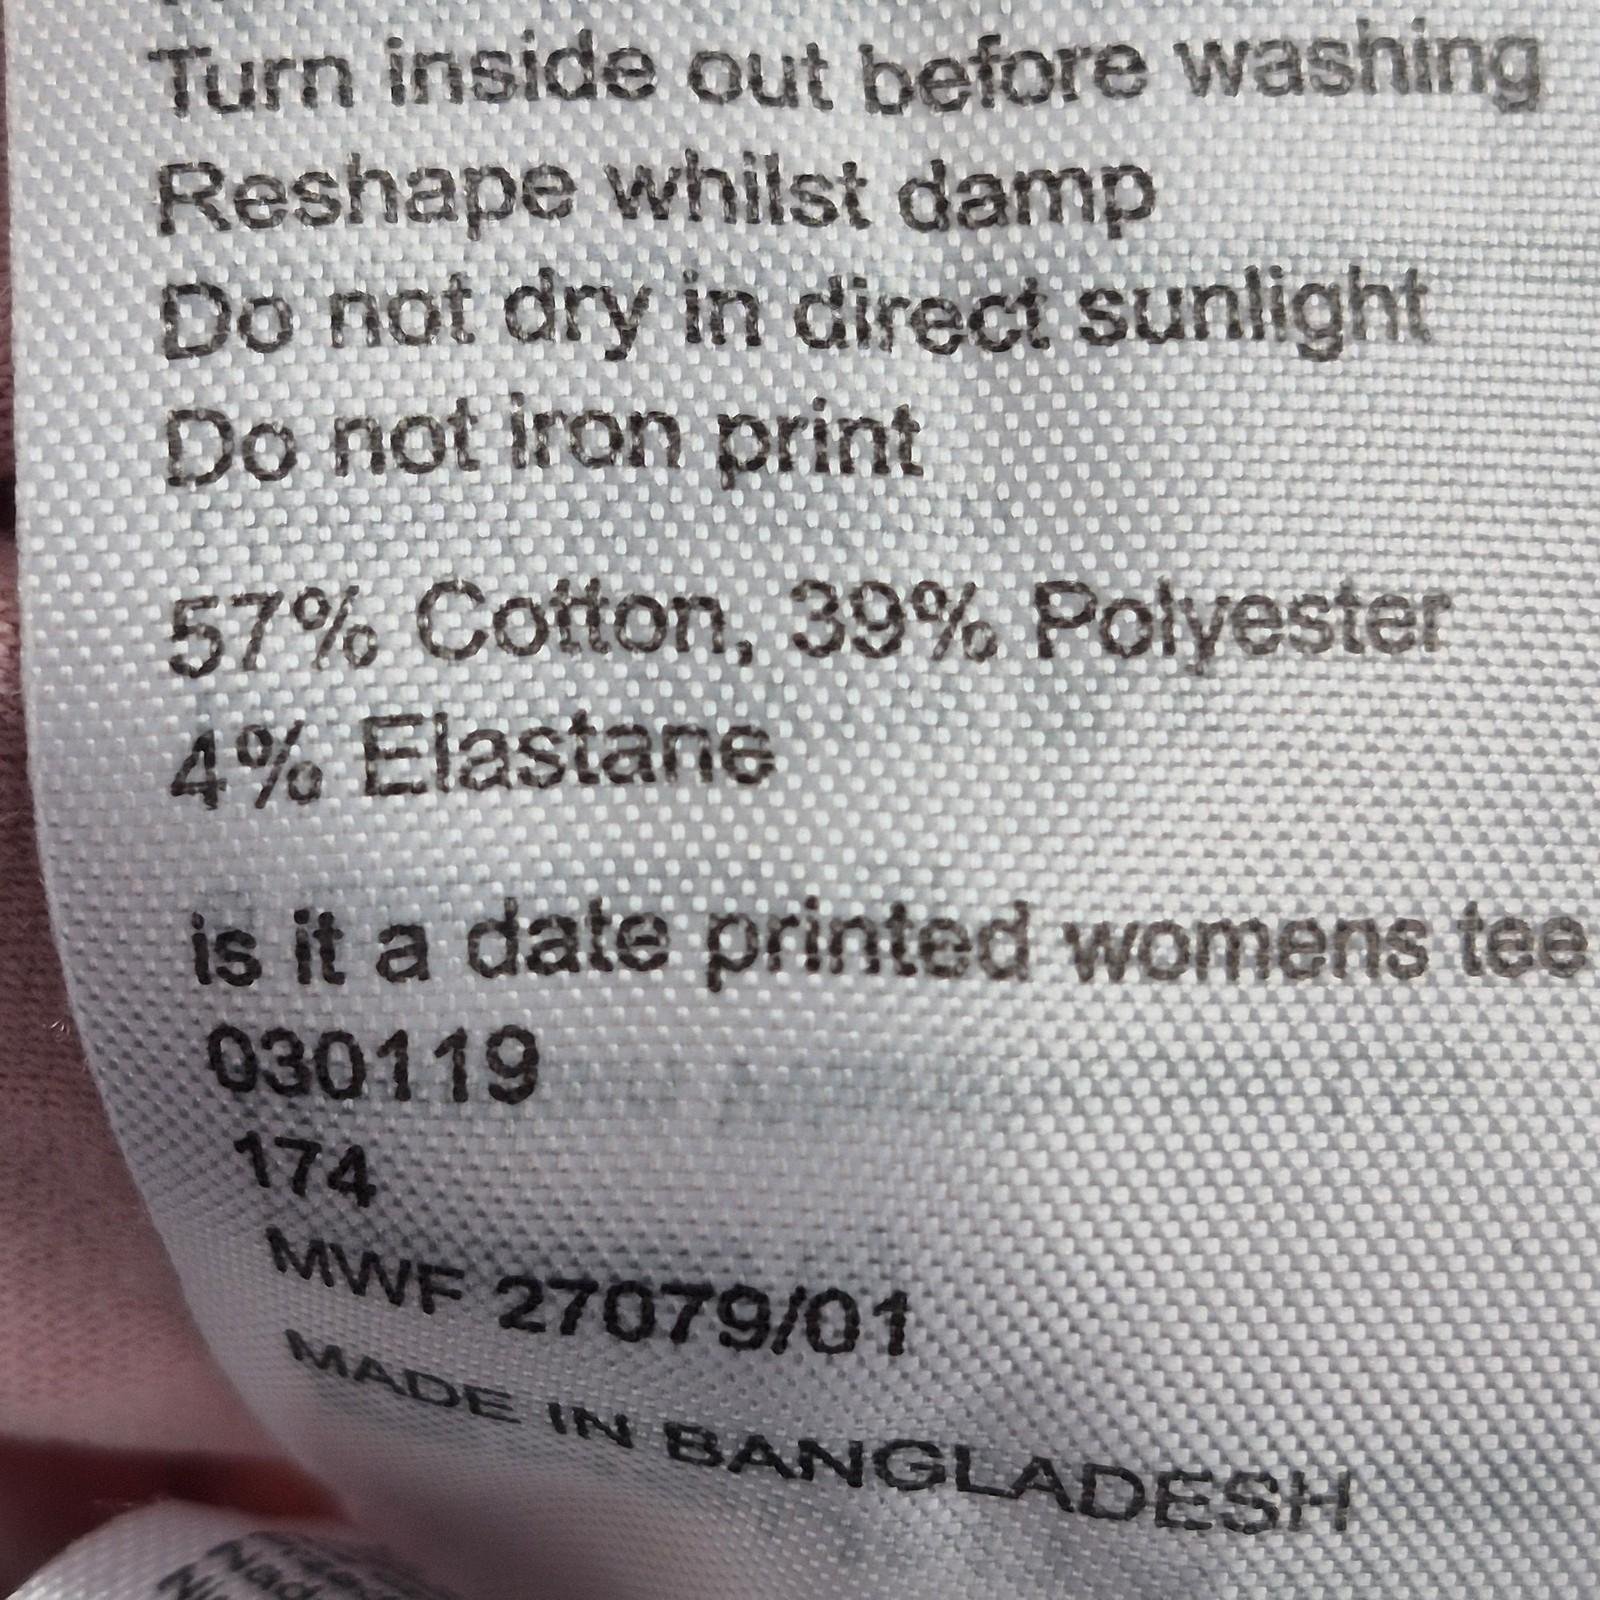 Turn inside out before washing
Reshape whilst damp
Do not dry in direct sunlight
Do not iron print
57% Cotton, 39% Polyester
4% Elastane
is it a date printed womens tee
030119
174
MWF 27079/01
MADE IN BANGLADESH